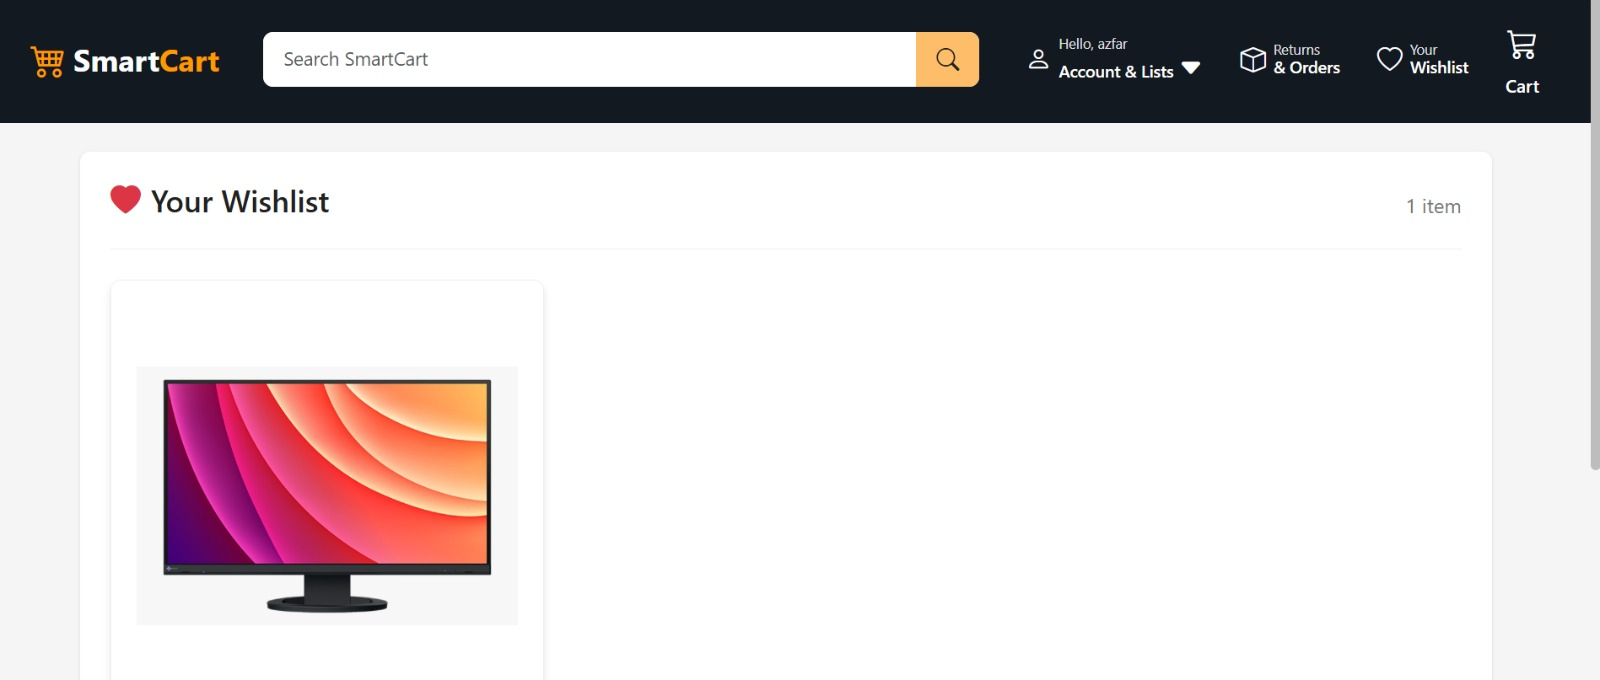 SmartCart
Search SmartCart
Hello, azfar
Account & Lists
Returns
& Orders
Your
Wishlist
Cart
Your Wishlist
1 item